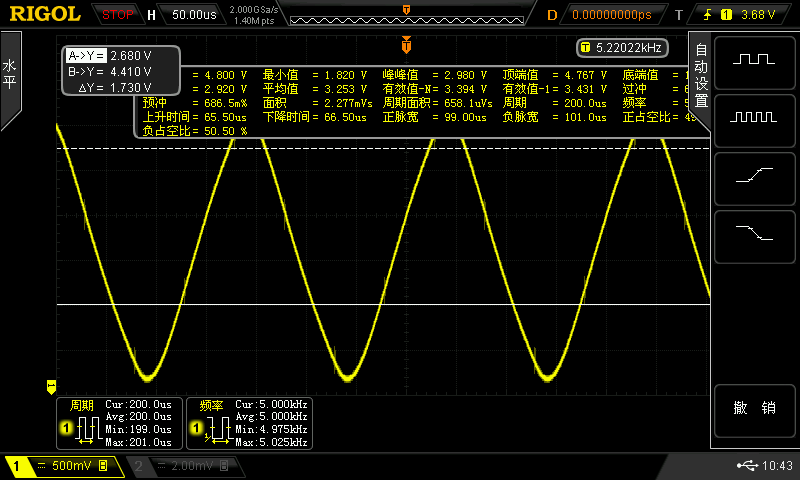 RIGOL STOP H 50.00us 2.000GSa/s 1.40M pts T D 0.00000000ps T 1 3.68 V
T 5.22022kHz
水平
A->Y= 2.680 V
B->Y= 4.410 V
ΔY= 1.730 V
= 4.800 V 最小值 = 1.820 V 峰峰值 = 2.980 V 顶端值 = 4.767 V 底端值 =
= 2.920 V 平均值 = 3.253 V 有效值-N= 3.394 V 有效值-1= 3.431 V 过冲 =
预冲 = 686.5m% 面积 = 2.277mVs 周期面积= 658.1uVs 周期 = 200.0us 频率 =
上升时间= 65.50us 下降时间= 66.50us 正脉宽 = 99.00us 负脉宽 = 101.0us 正占空比=
负占空比= 50.50 %
自动设置
撤 销
周期
1
Cur:200.0us
Avg:200.0us
Min:199.0us
Max:201.0us
频率
1
Cur:5.000kHz
Avg:5.000kHz
Min:4.975kHz
Max:5.025kHz
1 500mV B 2 2.00mV B 10:43